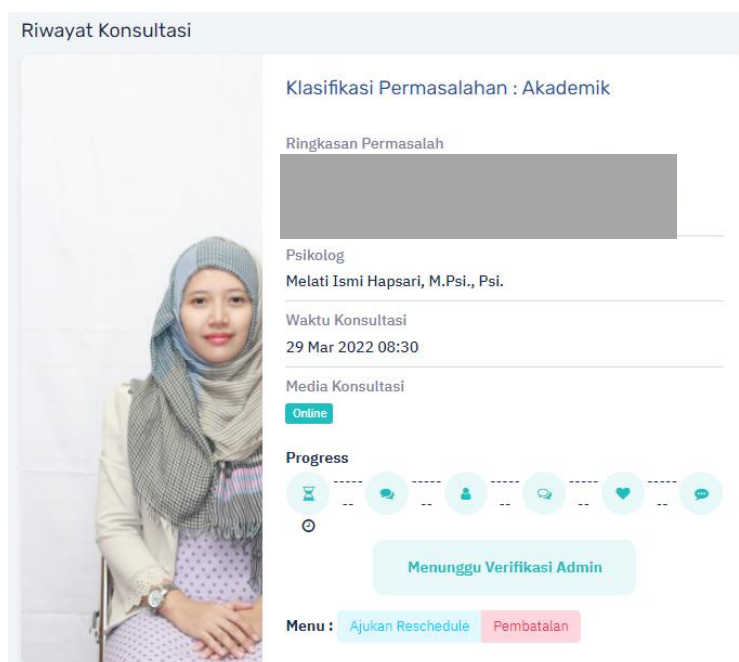 Riwayat Konsultasi
Klasifikasi Permasalahan : Akademik
Ringkasan Permasalah
Psikolog
Melati Ismi Hapsari, M.Psi., Psi.
Waktu Konsultasi
29 Mar 2022 08:30
Media Konsultasi
Online
Progress
Menunggu Verifikasi Admin
Menu : Ajukan Reschedule Pembatalan